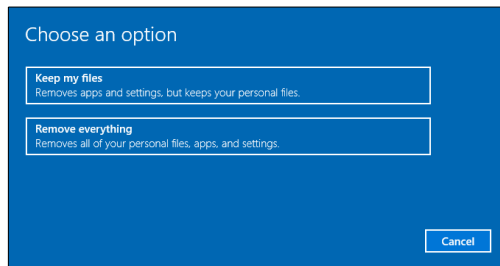 Choose an option
Keep my files
Removes apps and settings, but keeps your personal files.
Remove everything
Removes all of your personal files, apps, and settings.
Cancel